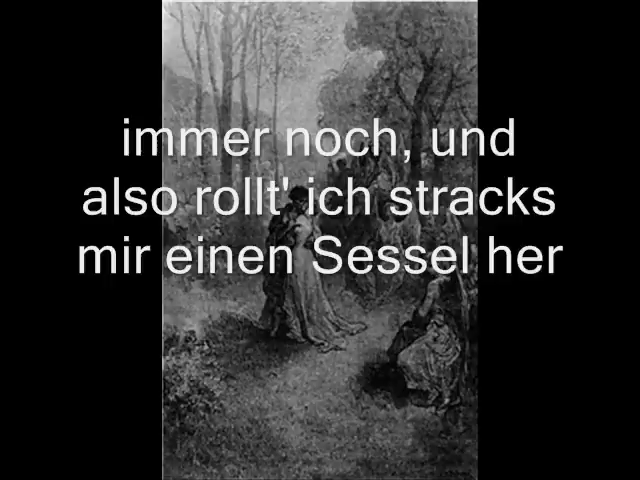 immer noch, und
also rollt' ich stracks
mir einen Sessel her